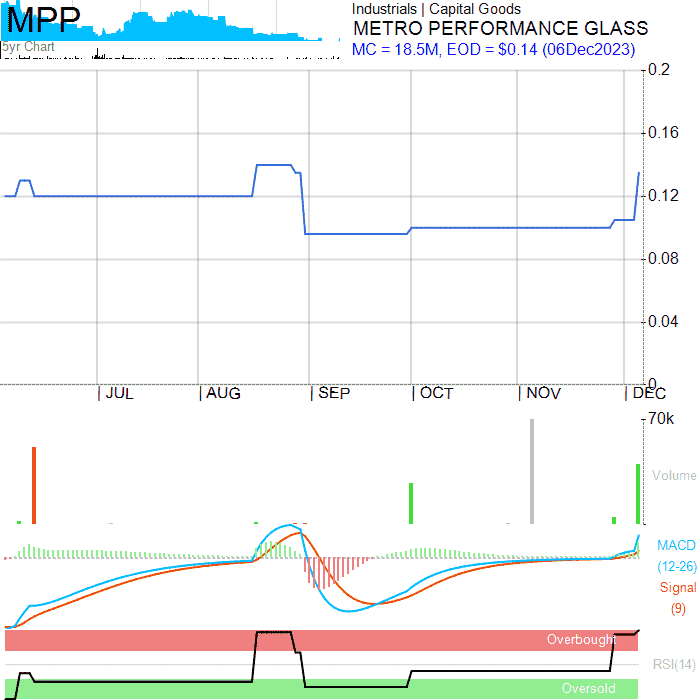 MPP
5yr Chart
Industrials | Capital Goods
METRO PERFORMANCE GLASS
MC = 18.5M, EOD = $0.14 (06Dec2023)
0.2
0.16
0.12
0.08
0.04
0
JUL
AUG
SEP
OCT
NOV
DEC
70k
Volume
MACD
(12-26)
Signal
(9)
Overbought
RSI(14)
Oversold